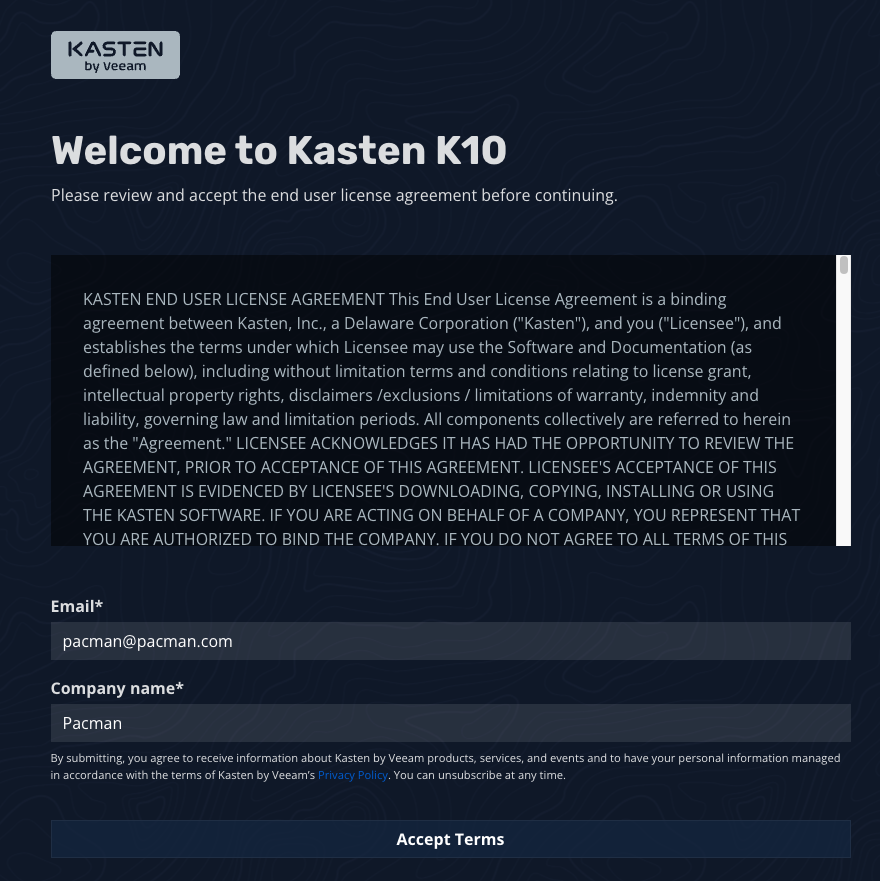 KASTEN
by Veeam
Welcome to Kasten K10
Please review and accept the end user license agreement before continuing.
KASTEN END USER LICENSE AGREEMENT This End User License Agreement is a binding
agreement between Kasten, Inc., a Delaware Corporation ("Kasten"), and you ("Licensee"), and
establishes the terms under which Licensee may use the Software and Documentation (as
defined below), including without limitation terms and conditions relating to license grant,
intellectual property rights, disclaimers /exclusions / limitations of warranty, indemnity and
liability, governing law and limitation periods. All components collectively are referred to herein
as the "Agreement." LICENSEE ACKNOWLEDGES IT HAS HAD THE OPPORTUNITY TO REVIEW THE
AGREEMENT, PRIOR TO ACCEPTANCE OF THIS AGREEMENT. LICENSEE'S ACCEPTANCE OF THIS
AGREEMENT IS EVIDENCED BY LICENSEE'S DOWNLOADING, COPYING, INSTALLING OR USING
THE KASTEN SOFTWARE. IF YOU ARE ACTING ON BEHALF OF A COMPANY, YOU REPRESENT THAT
YOU ARE AUTHORIZED TO BIND THE COMPANY. IF YOU DO NOT AGREE TO ALL TERMS OF THIS
Email*
pacman@pacman.com
Company name*
Pacman
By submitting, you agree to receive information about Kasten by Veeam products, services, and events and to have your personal information managed
in accordance with the terms of Kasten by Veeam's Privacy Policy. You can unsubscribe at any time.
Accept Terms